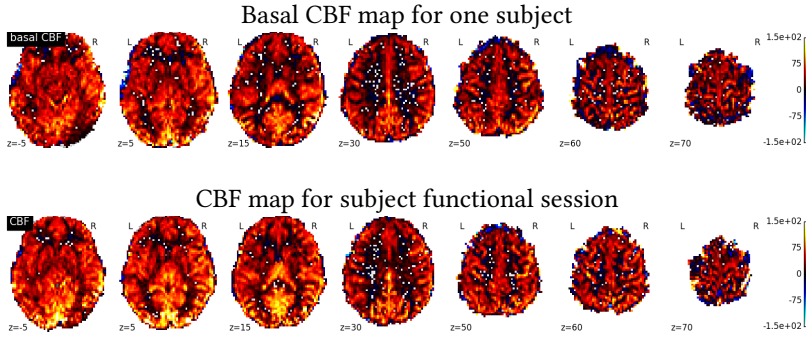 Basal CBF map for one subject
basal CBF
R L R L R L R L R L R L R
1.5e+02
75
0
-75
-1.5e+02
z=-5 z=5 z=15 z=30 z=50 z=60 z=70
CBF map for subject functional session
CBF
R L R L R L R L R L R L R
1.5e+02
75
0
-75
-1.5e+02
z=-5 z=5 z=15 z=30 z=50 z=60 z=70